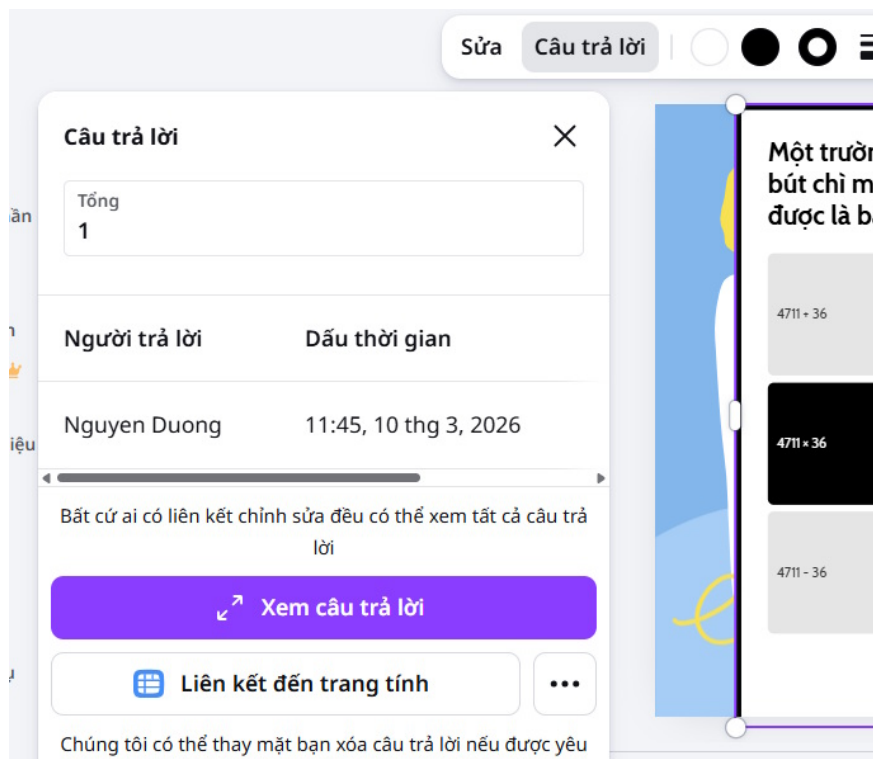 Sửa
Câu trả lời
Câu trả lời
Tổng
1
Người trả lời
Dấu thời gian
Nguyen Duong
11:45, 10 thg 3, 2026
Bất cứ ai có liên kết chỉnh sửa đều có thể xem tất cả câu trả
lời
Xem câu trả lời
Liên kết đến trang tính
Chúng tôi có thể thay mặt bạn xóa câu trả lời nếu được yêu
Một
bút chì
được là
4711 + 36
4711 × 36
4711 − 36